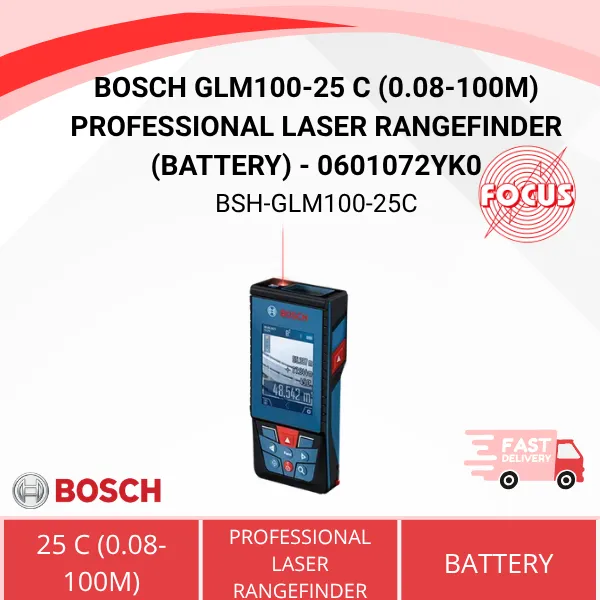 BOSCH GLM100-25 C (0.08-100M)
PROFESSIONAL LASER RANGEFINDER
(BATTERY) - 0601072YK0
BSH-GLM100-25C
FOCUS
BOSCH
48.542 m
Func
FAST
DELIVERY
BOSCH
25 C (0.08-
100M)
PROFESSIONAL
LASER
RANGEFINDER
BATTERY